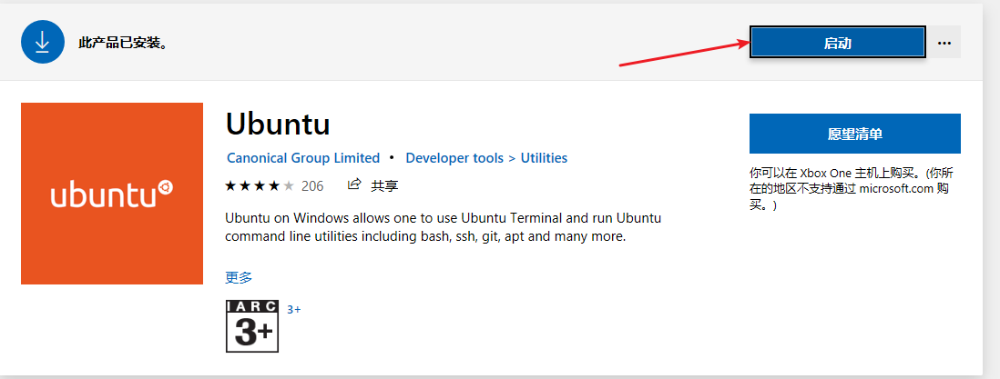 此产品已安装。
启动
...
Ubuntu
Canonical Group Limited • Developer tools > Utilities
206 共享
Ubuntu on Windows allows one to use Ubuntu Terminal and run Ubuntu
command line utilities including bash, ssh, git, apt and many more.
更多
IARC
3+
3+
ubuntu
愿望清单
你可以在 Xbox One 主机上购买。(你所
在的地区不支持通过 microsoft.com 购
买。)